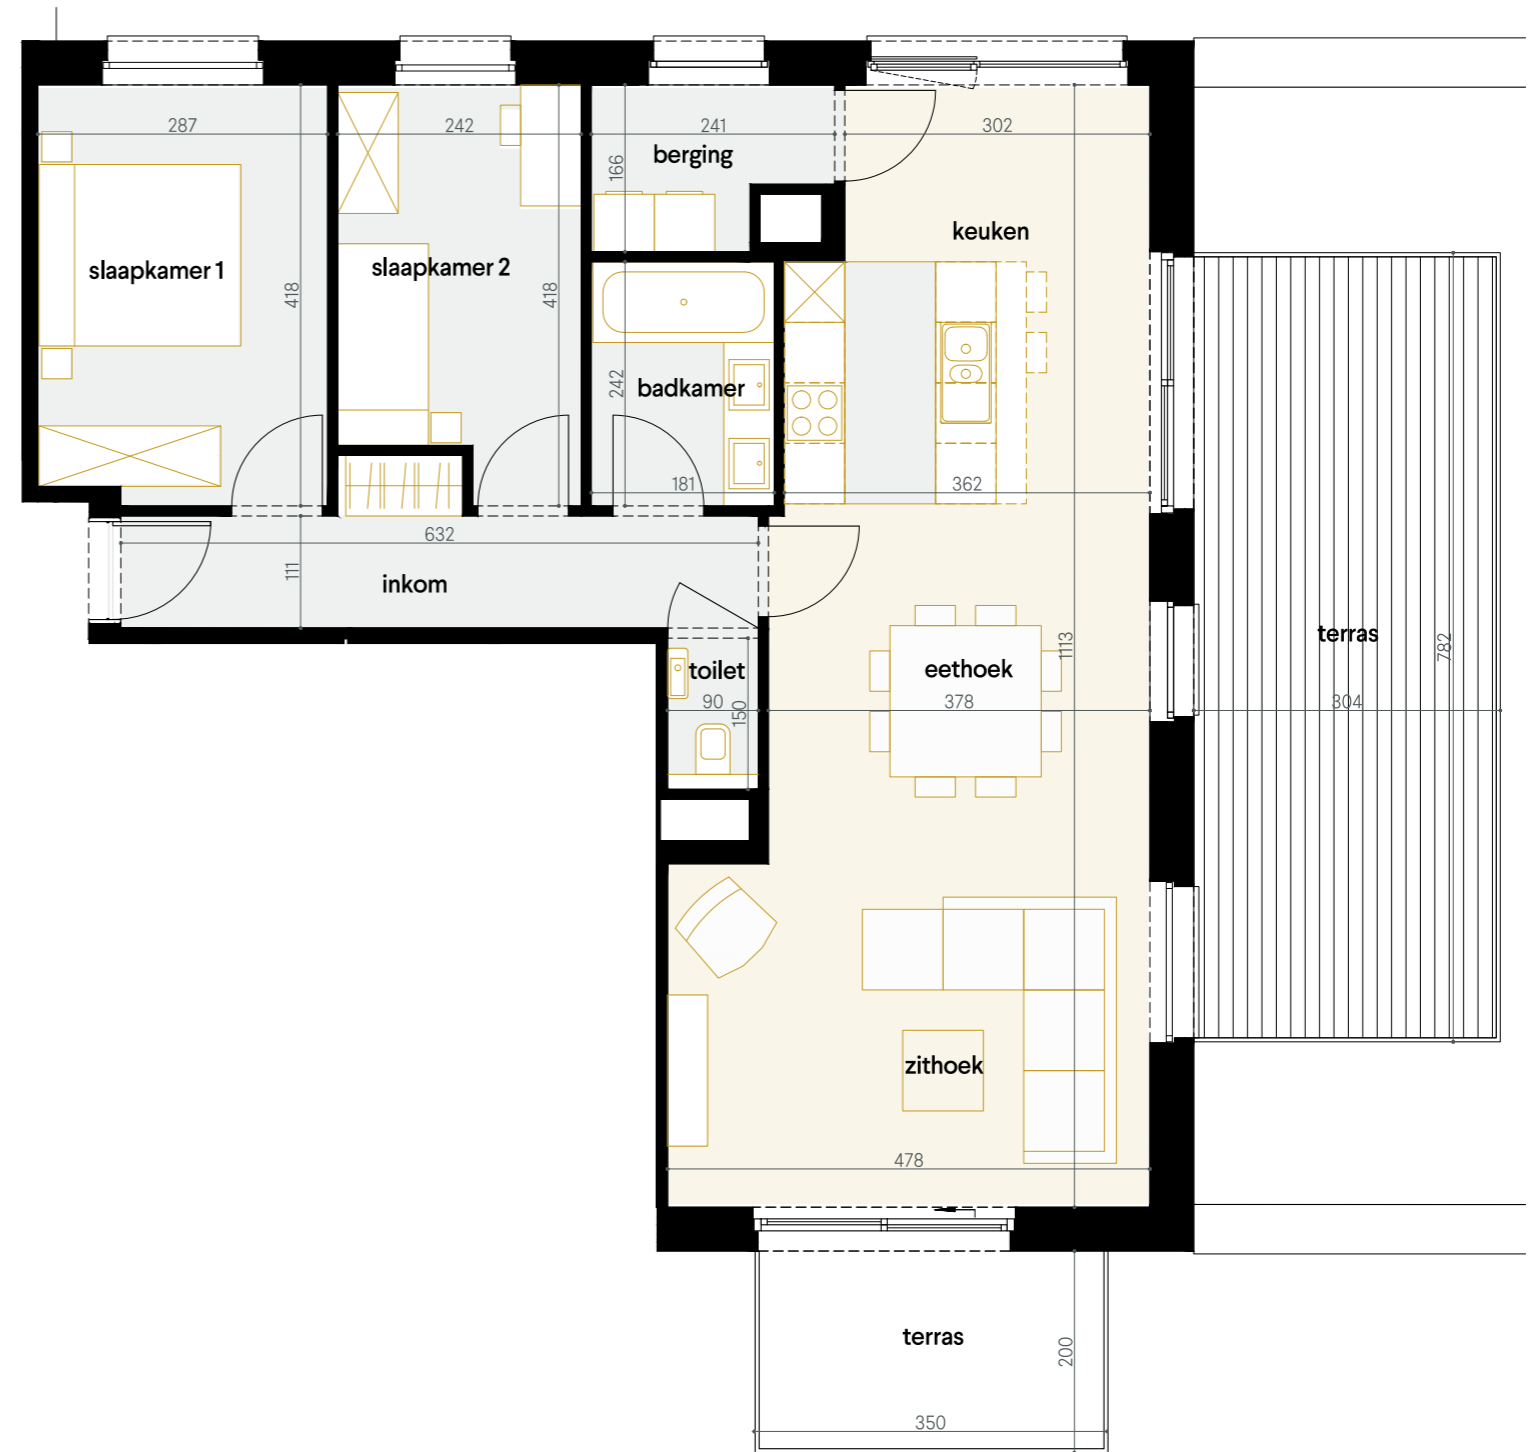 287
242
241
302
berging
166
keuken
slaapkamer 1
slaapkamer 2
418
418
242
badkamer
181
362
632
inkom
111
terras
1113
782
toilet
eethoek
90
150
378
304
zithoek
478
terras
200
350